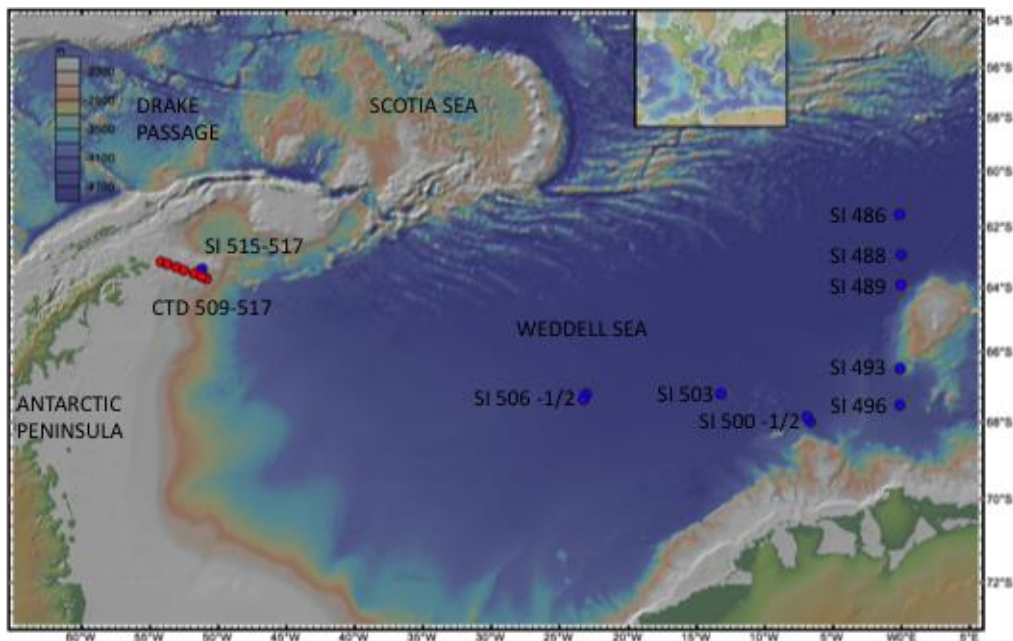 54°S
56°S
58°S
60°S
62°S
64°S
66°S
68°S
70°S
72°S
m
DRAKE
PASSAGE
SCOTIA SEA
SI 486
SI 515-517
SI 488
SI 489
CTD 509-517
WEDDELL SEA
SI 493
SI 503
SI 506 -1/2
SI 496
ANTARCTIC
PENINSULA
SI 500 -1/2
60°W
55°W
50°W
45°W
40°W
35°W
30°W
25°W
20°W
15°W
10°W
5°E